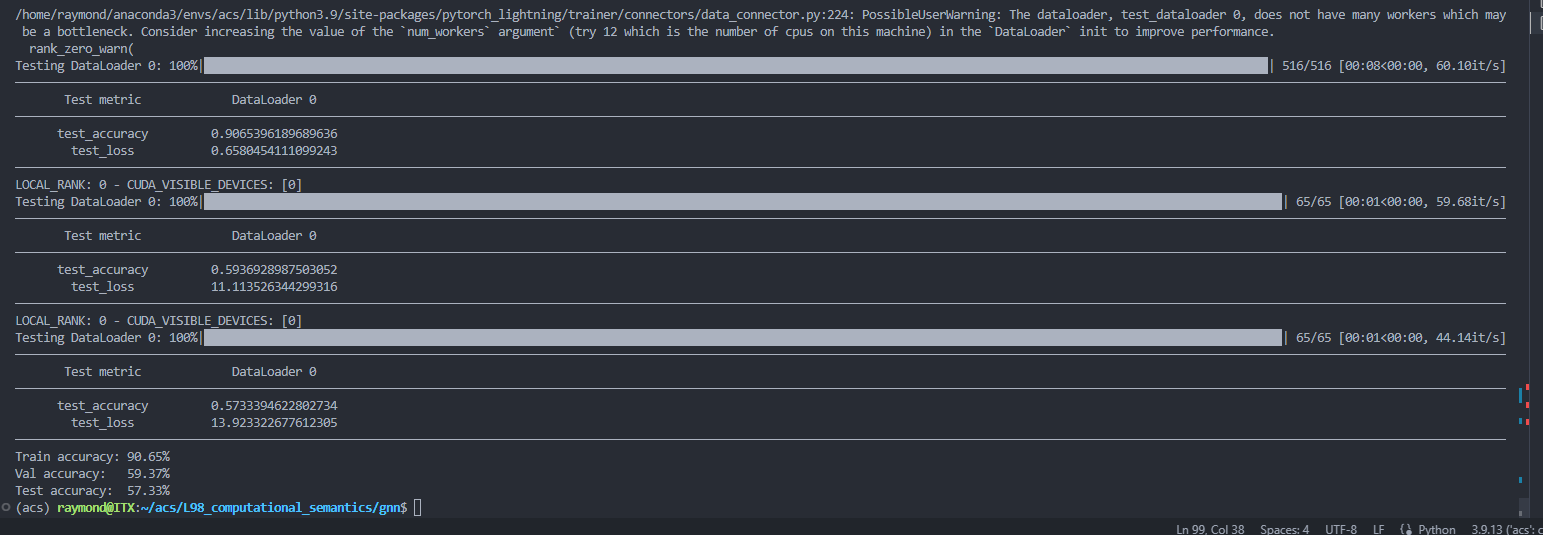 /home/raymond/anaconda3/envs/acs/lib/python3.9/site-packages/pytorch_lightning/trainer/connectors/data_connector.py:224: PossibleUserWarning: The dataloader, test_dataloader 0, does not have many workers which may
be a bottleneck. Consider increasing the value of the `num_workers` argument` (try 12 which is the number of cpus on this machine) in the `DataLoader` init to improve performance.
rank_zero_warn(
Testing DataLoader 0: 100%| | 516/516 [00:08<00:00, 60.10it/s]
Test metric DataLoader 0
test_accuracy 0.9065396189689636
test_loss 0.6580454111099243
LOCAL_RANK: 0 - CUDA_VISIBLE_DEVICES: [0]
Testing DataLoader 0: 100%| | 65/65 [00:01<00:00, 59.68it/s]
Test metric DataLoader 0
test_accuracy 0.5936928987503052
test_loss 11.113526344299316
LOCAL_RANK: 0 - CUDA_VISIBLE_DEVICES: [0]
Testing DataLoader 0: 100%| | 65/65 [00:01<00:00, 44.14it/s]
Test metric DataLoader 0
test_accuracy 0.5733394622802734
test_loss 13.923322677612305
Train accuracy: 90.65%
Val accuracy: 59.37%
Test accuracy: 57.33%
(acs) raymond@ITX:~/acs/L98_computational_semantics/gnn$
Ln 99, Col 38 Spaces: 4 UTF-8 LF Python 3.9.13 ('acs': c